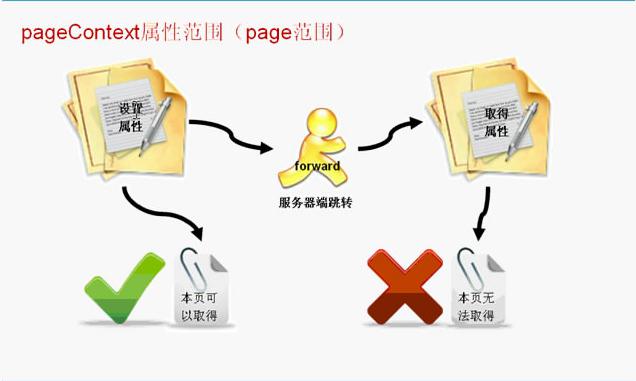 pageContext属性范围（page范围）
设置
属性
forward
服务器端跳转
取得
属性
本页可
以取得
本页无
法取得